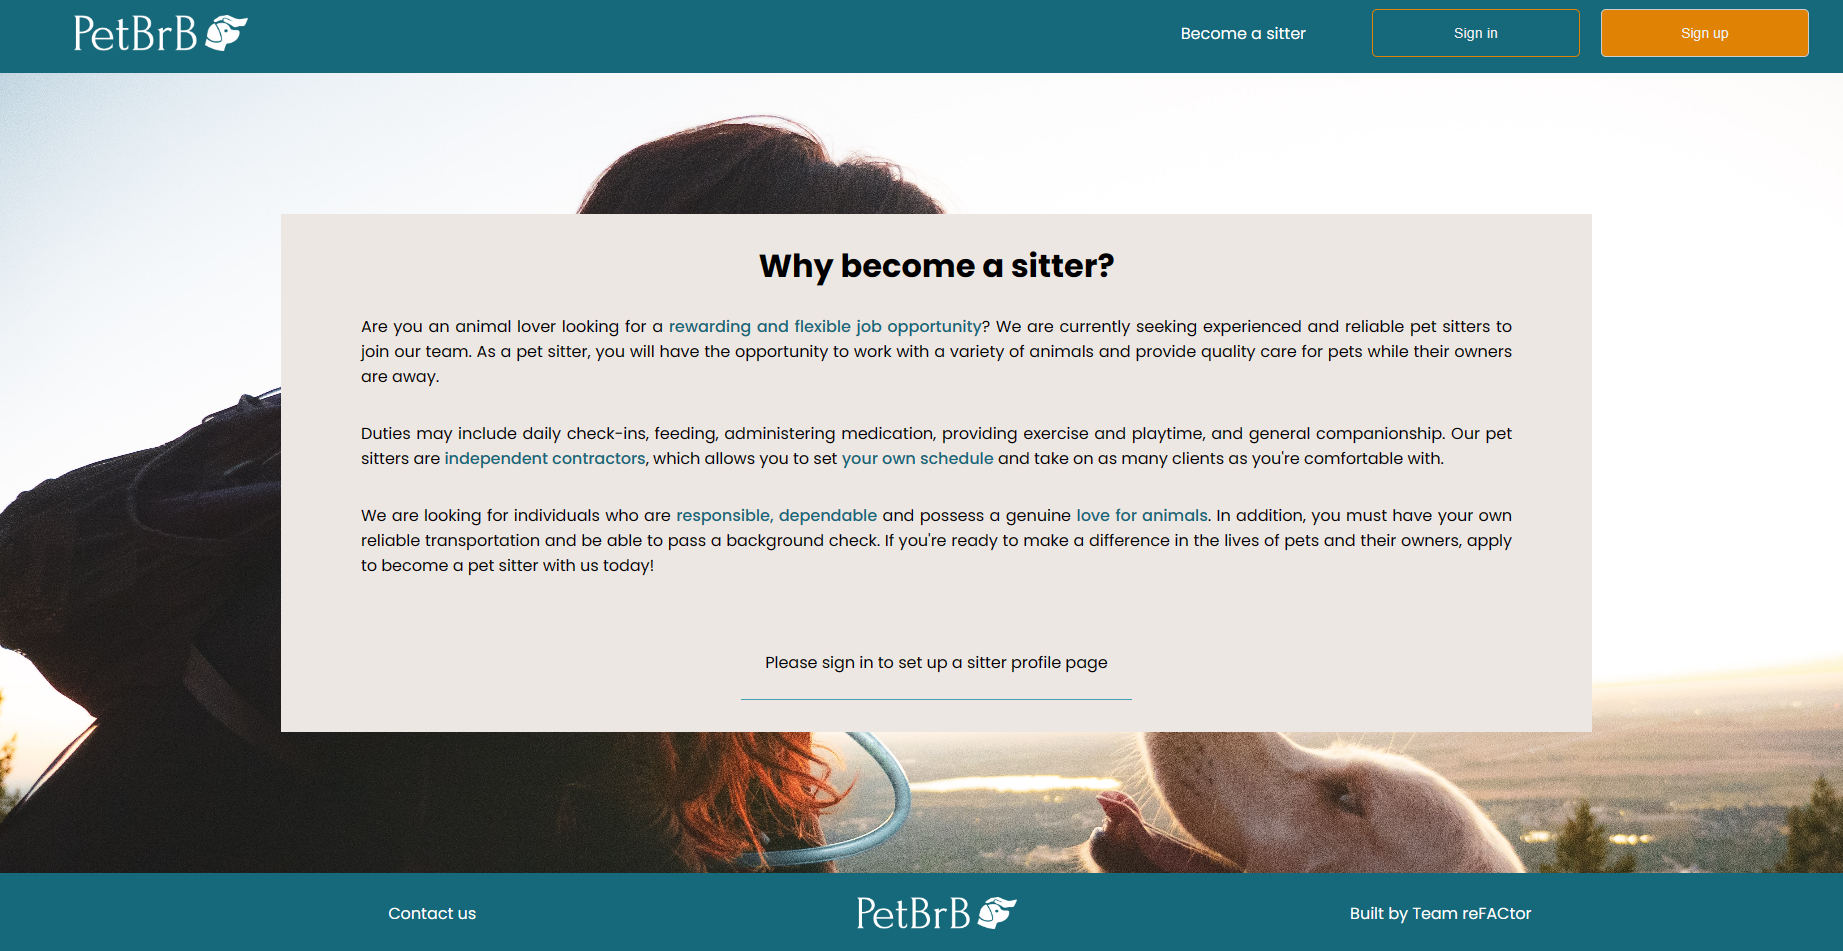 PetBrB
Become a sitter
Sign in
Sign up
Why become a sitter?
Are you an animal lover looking for a rewarding and flexible job opportunity? We are currently seeking experienced and reliable pet sitters to
join our team. As a pet sitter, you will have the opportunity to work with a variety of animals and provide quality care for pets while their owners
are away.
Duties may include daily check-ins, feeding, administering medication, providing exercise and playtime, and general companionship. Our pet
sitters are independent contractors, which allows you to set your own schedule and take on as many clients as you're comfortable with.
We are looking for individuals who are responsible, dependable and possess a genuine love for animals. In addition, you must have your own
reliable transportation and be able to pass a background check. If you're ready to make a difference in the lives of pets and their owners, apply
to become a pet sitter with us today!
Please sign in to set up a sitter profile page
Contact us
PetBrB
Built by Team reFACtor